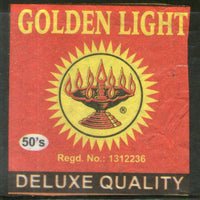 GOLDEN LIGHT
®
50's
Regd. No.: 1312236
DELUXE QUALITY